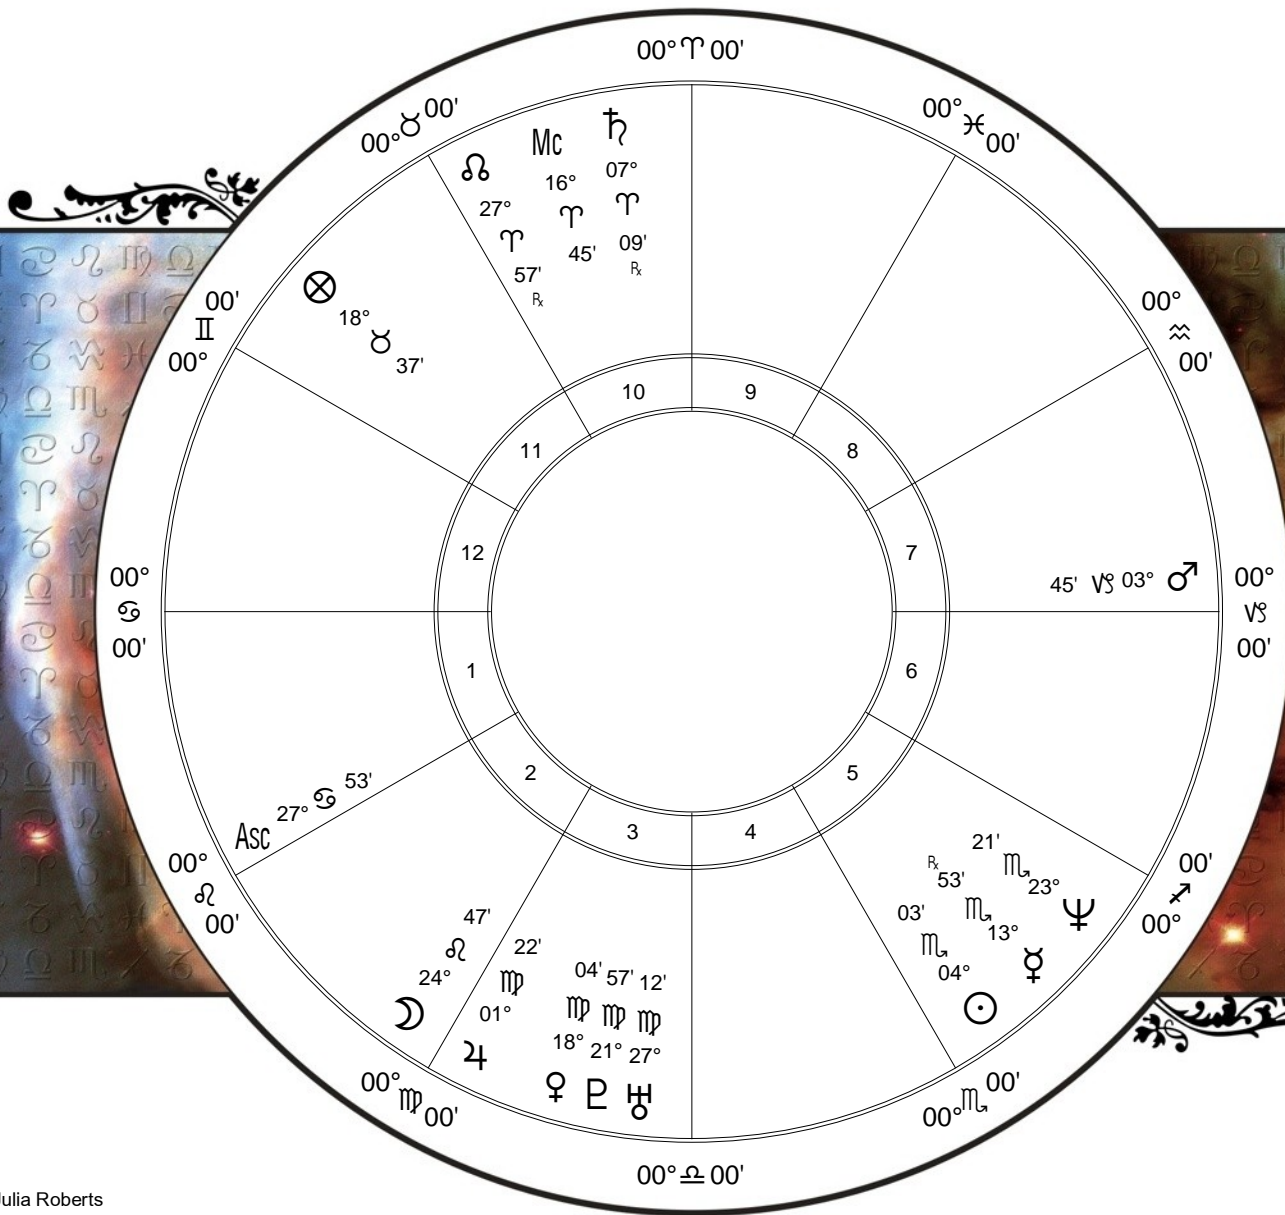 00° ♈ 00'
00° ♉ 00'
00° ♓ 00'
☊ 27° ♈ 57' ℞
Mc 16° ♈ 45'
♄ 07° ♈ 09' ℞
⊗ 18° ♉ 37'
00' ♊ 00°
00° ♒ 00'
10 9
11 8
12 7
00° ♋ 00'
45' ♑ 03° ♂
00° ♑ 00'
1 6
2 5
3 4
Asc 27° ♋ 53'
00° ♌ 00'
☽ 24° ♌ 47'
♃ 01° ♍ 22'
♀ 18° ♍ 04'
♇ 21° ♍ 57'
♅ 27° ♍ 12'
☉ 04° ♏ 03'
☿ 13° ♏ 53' ℞
♆ 23° ♏ 21'
00' ♐ 00°
00° ♍ 00'
00° ♏ 00'
00° ♎ 00'
Julia Roberts